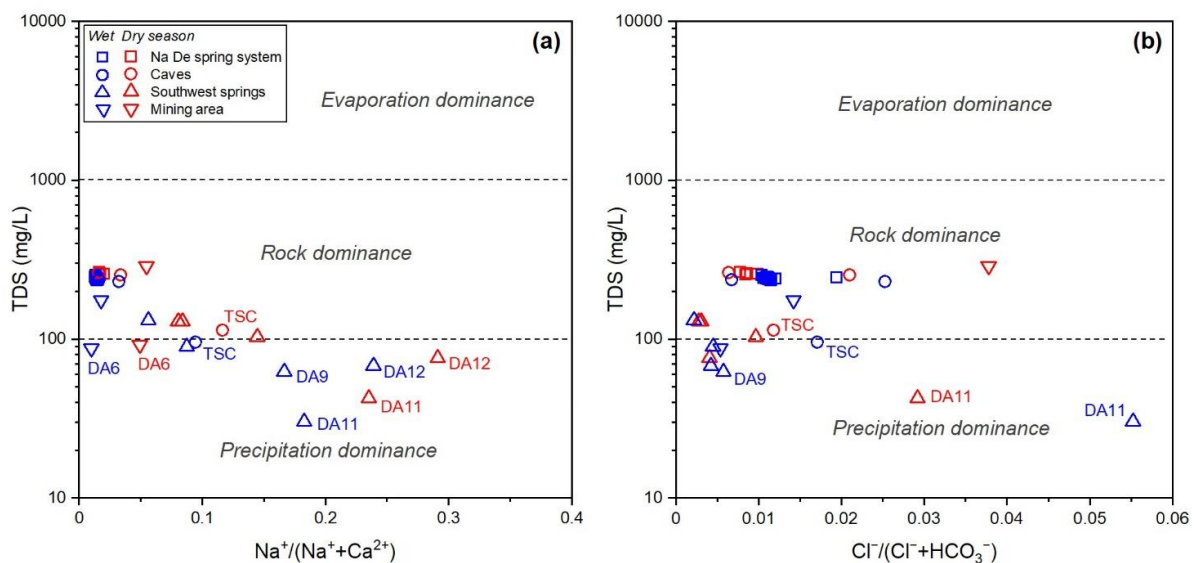 (a)
Wet Dry season
Na De spring system
Caves
Southwest springs
Mining area
10000
1000
100
10
TDS (mg/L)
Evaporation dominance
Rock dominance
TSC
TSC
DA6
DA6
DA9
DA12
DA12
DA11
DA11
Precipitation dominance
0
0.1
0.2
0.3
0.4
Na⁺/(Na⁺+Ca²⁺)
(b)
10000
1000
100
10
TDS (mg/L)
Evaporation dominance
Rock dominance
TSC
TSC
DA9
DA11
DA11
Precipitation dominance
0
0.01
0.02
0.03
0.04
0.05
0.06
Cl⁻/(Cl⁻+HCO₃⁻)